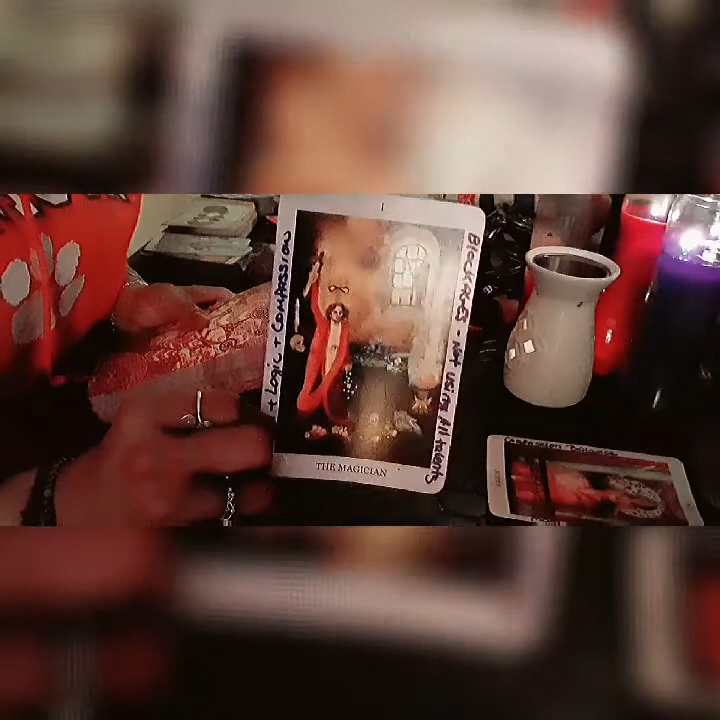 I
+ Logic + Compassion
Blockages - not using All talents
THE MAGICIAN